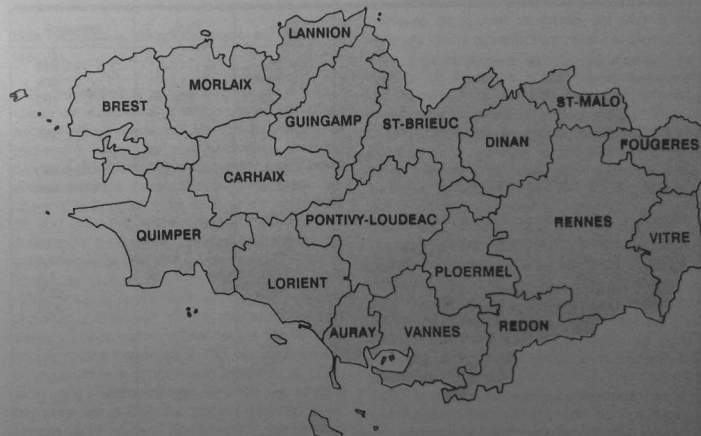 LANNION
MORLAIX
BREST
ST-MALO
GUINGAMP
ST-BRIEUC
DINAN
FOUGERES
CARHAIX
PONTIVY-LOUDEAC
RENNES
QUIMPER
VITRE
PLOERMEL
LORIENT
AURAY
VANNES
REDON